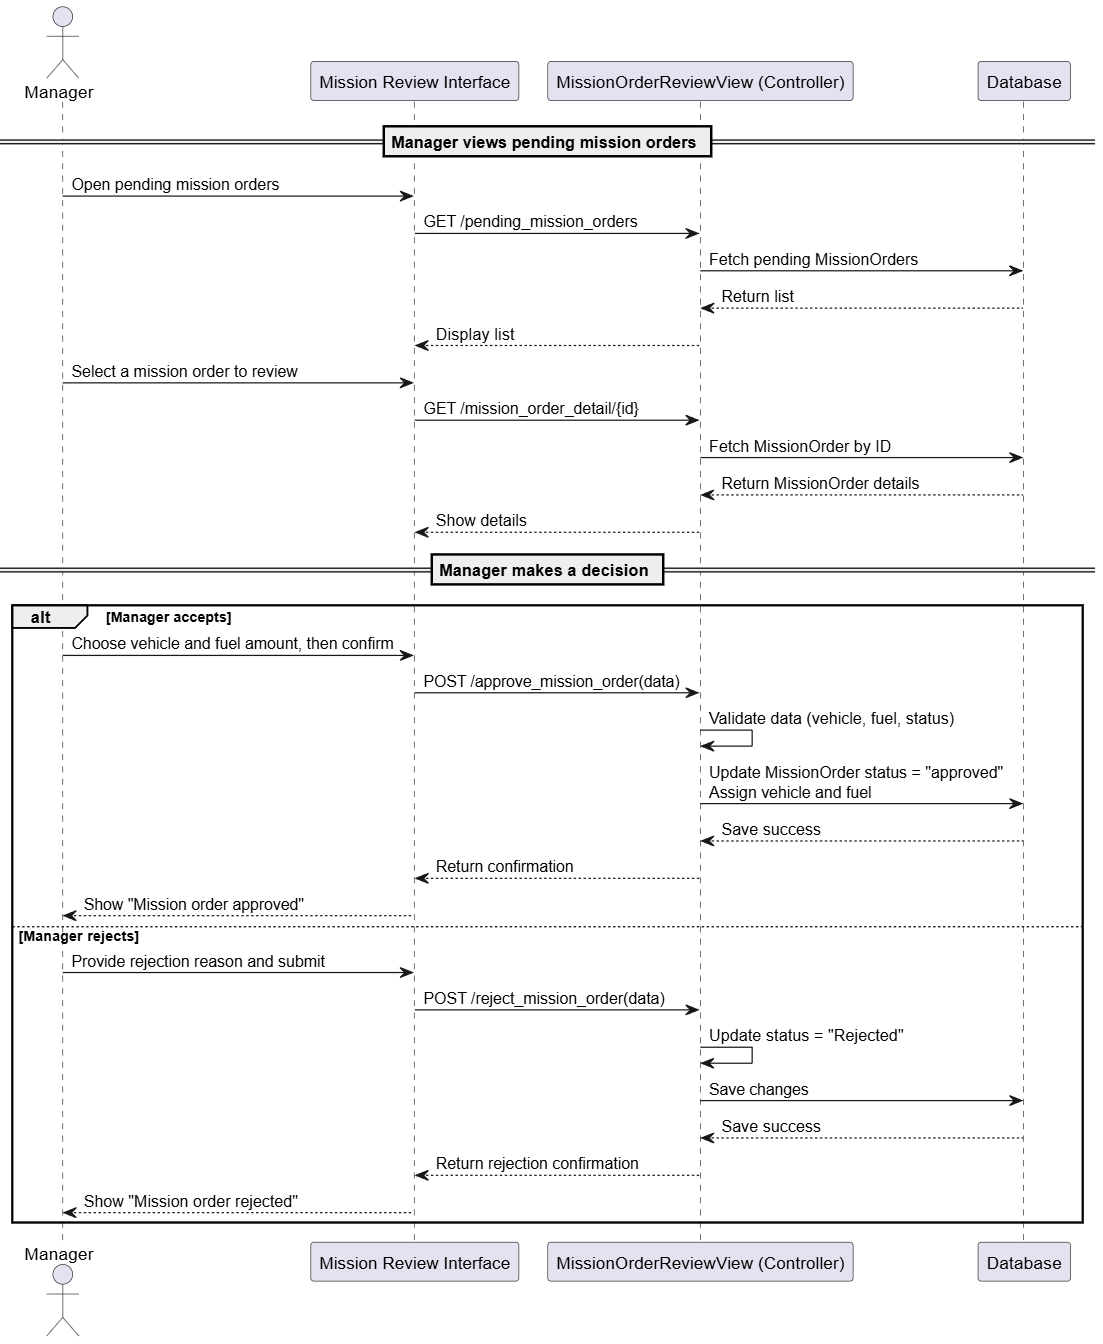 Manager
Mission Review Interface
MissionOrderReviewView (Controller)
Database
Manager views pending mission orders
Open pending mission orders
GET /pending_mission_orders
Fetch pending MissionOrders
Return list
Display list
Select a mission order to review
GET /mission_order_detail/{id}
Fetch MissionOrder by ID
Return MissionOrder details
Show details
Manager makes a decision
alt
[Manager accepts]
Choose vehicle and fuel amount, then confirm
POST /approve_mission_order(data)
Validate data (vehicle, fuel, status)
Update MissionOrder status = "approved"
Assign vehicle and fuel
Save success
Return confirmation
Show "Mission order approved"
[Manager rejects]
Provide rejection reason and submit
POST /reject_mission_order(data)
Update status = "Rejected"
Save changes
Save success
Return rejection confirmation
Show "Mission order rejected"
Manager
Mission Review Interface
MissionOrderReviewView (Controller)
Database